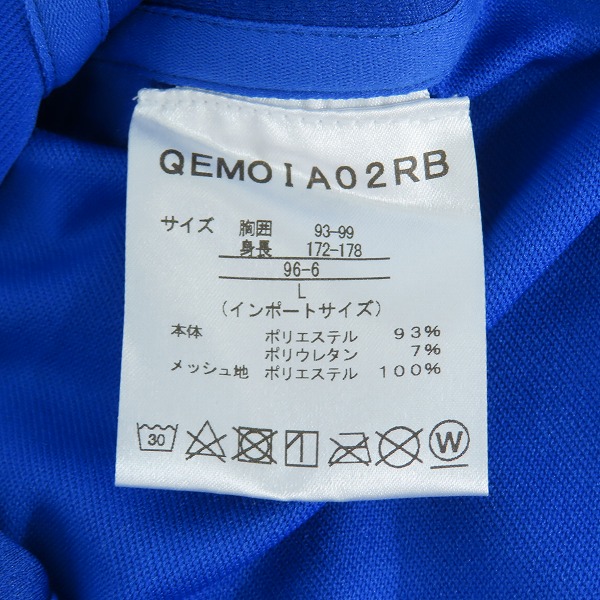 QEMOIA02RB
サイズ 胸囲 93-99
身長 172-178
96-6
L
(インポートサイズ)
本体 ポリエステル 93%
ポリウレタン 7%
メッシュ地 ポリエステル 100%
30 W